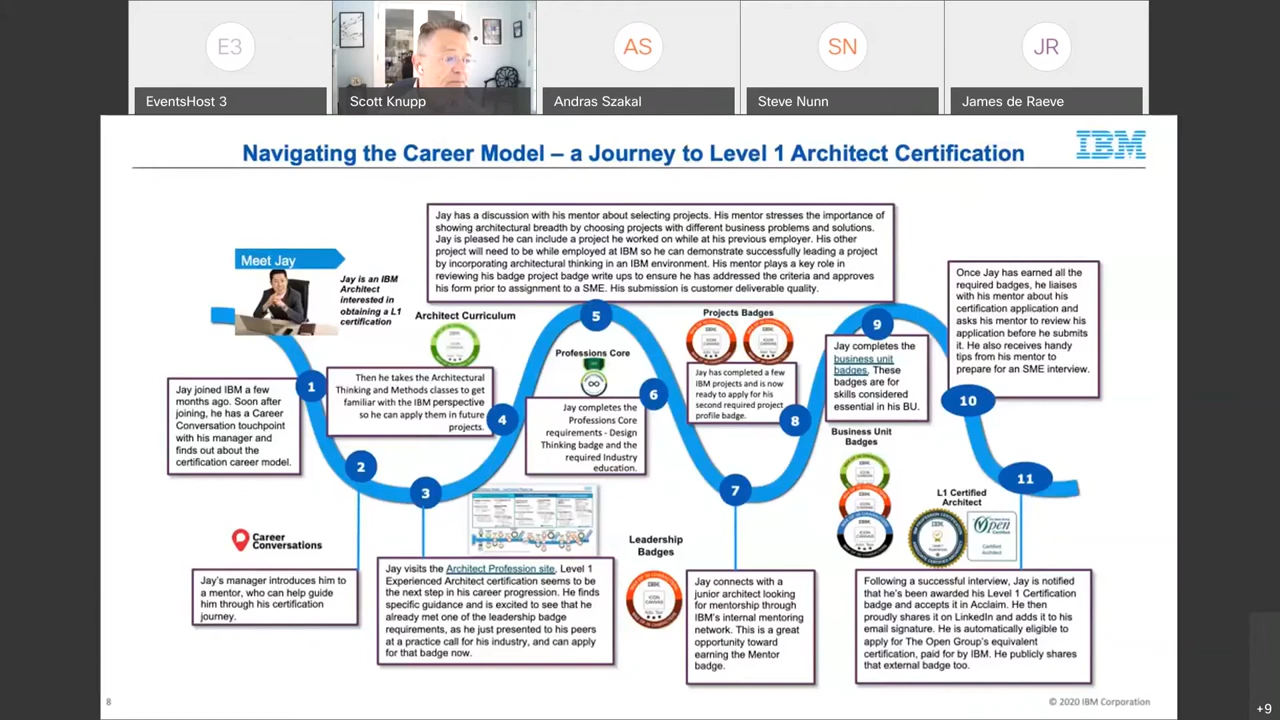 E3
AS
SN
JR
EventsHost 3
Scott Knupp
Andras Szakal
Steve Nunn
James de Raeve
Navigating the Career Model – a Journey to Level 1 Architect Certification
IBM
Meet Jay
Jay is an IBM
Architect
interested in
obtaining a L1
certification
1
Jay joined IBM a few
months ago. Soon after
joining, he has a Career
Conversation touchpoint
with his manager and
finds out about the
certification career model.
2
Career
Conversations
Jay's manager introduces him to
a mentor, who can help guide
him through his certification
journey.
3
Jay visits the Architect Profession site. Level 1
Experienced Architect certification seems to be
the next step in his career progression. He finds
specific guidance and is excited to see that he
already met one of the leadership badge
requirements, as he just presented to his peers
at a practice call for his industry, and can apply
for that badge now.
Architect Curriculum
4
Then he takes the Architectural
Thinking and Methods classes to get
familiar with the IBM perspective
so he can apply them in future
projects.
5
Jay has a discussion with his mentor about selecting projects. His mentor stresses the importance of
showing architectural breadth by choosing projects with different business problems and solutions.
Jay is pleased he can include a project he worked on while at his previous employer. His other
project will need to be while employed at IBM so he can demonstrate successfully leading a project
by incorporating architectural thinking in an IBM environment. His mentor plays a key role in
reviewing his badge project badge write ups to ensure he has addressed the criteria and approves
his form prior to assignment to a SME. His submission is customer deliverable quality.
Professions Core
6
Jay completes the
Professions Core
requirements - Design
Thinking badge and the
required Industry
education.
Leadership
Badges
7
Jay connects with a
junior architect looking
for mentorship through
IBM's internal mentoring
network. This is a great
opportunity toward
earning the Mentor
badge.
Projects Badges
8
Jay has completed a few
IBM projects and is now
ready to apply for his
second required project
profile badge.
9
Jay completes the
business unit
badges. These
badges are for
skills considered
essential in his BU.
Business Unit
Badges
10
Once Jay has earned all the
required badges, he liaises
with his mentor about his
certification application and
asks his mentor to review his
application before he submits
it. He also receives handy
tips from his mentor to
prepare for an SME interview.
11
L1 Certified
Architect
Open
Certified
Architect
Following a successful interview, Jay is notified
that he's been awarded his Level 1 Certification
badge and accepts it in Acclaim. He then
proudly shares it on LinkedIn and adds it to his
email signature. He is automatically eligible to
apply for The Open Group's equivalent
certification, paid for by IBM. He publicly shares
that external badge too.
8
© 2020 IBM Corporation
+9